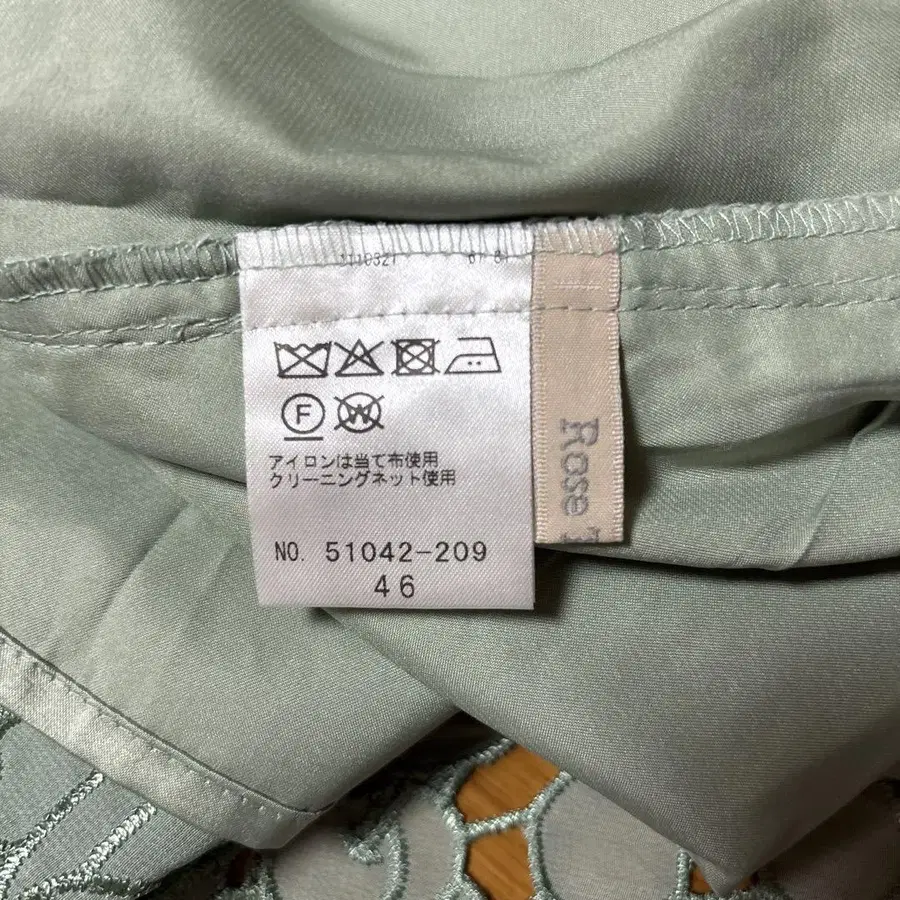 F
W
アイロンは当て布使用
クリーニングネット使用
NO. 51042-209
46
Rose